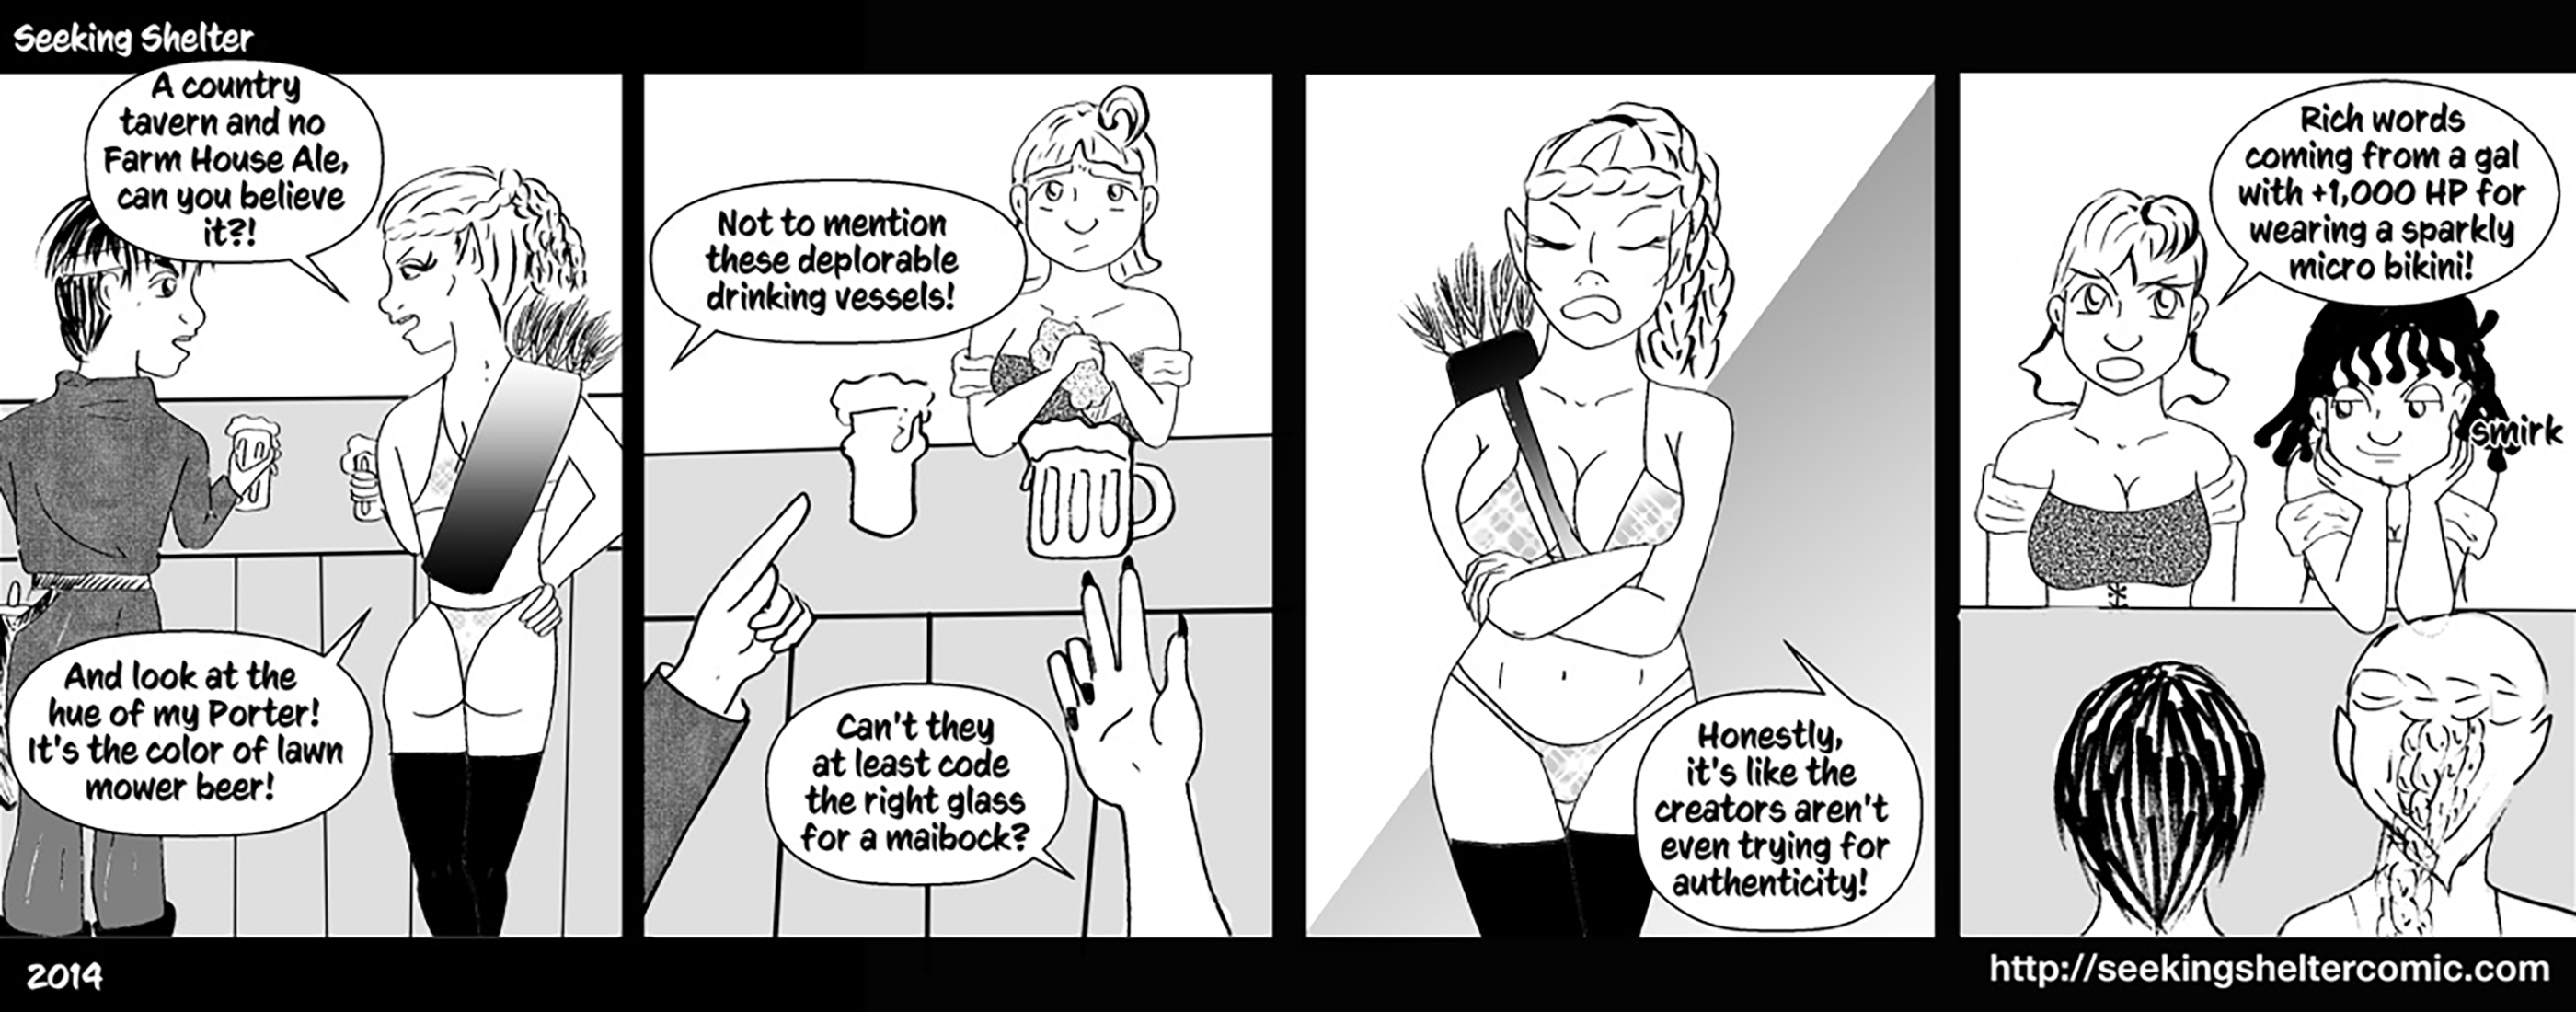 Seeking Shelter
A country
tavern and no
Farm House Ale,
can you believe
it?!
And look at the
hue of my Porter!
It's the color of lawn
mower beer!
Not to mention
these deplorable
drinking vessels!
Can't they
at least code
the right glass
for a maibock?
Honestly,
it's like the
creators aren't
even trying for
authenticity!
Rich words
coming from a gal
with +1,000 HP for
wearing a sparkly
micro bikini!
smirk
2014
http://seekingsheltercomic.com